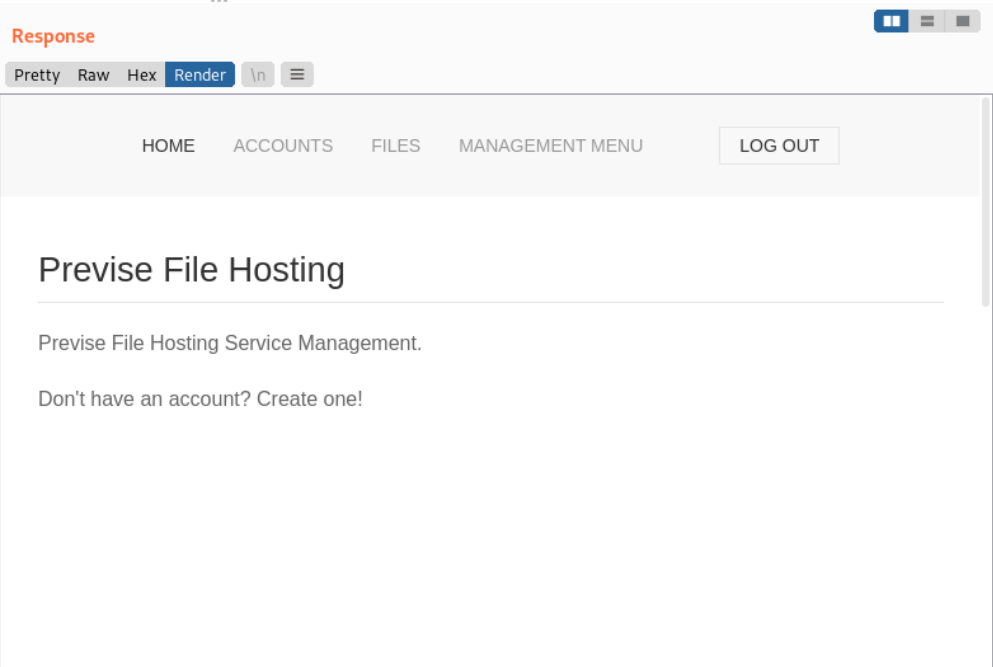 Response
Pretty Raw Hex Render \n
HOME ACCOUNTS FILES MANAGEMENT MENU LOG OUT
Previse File Hosting
Previse File Hosting Service Management.
Don't have an account? Create one!